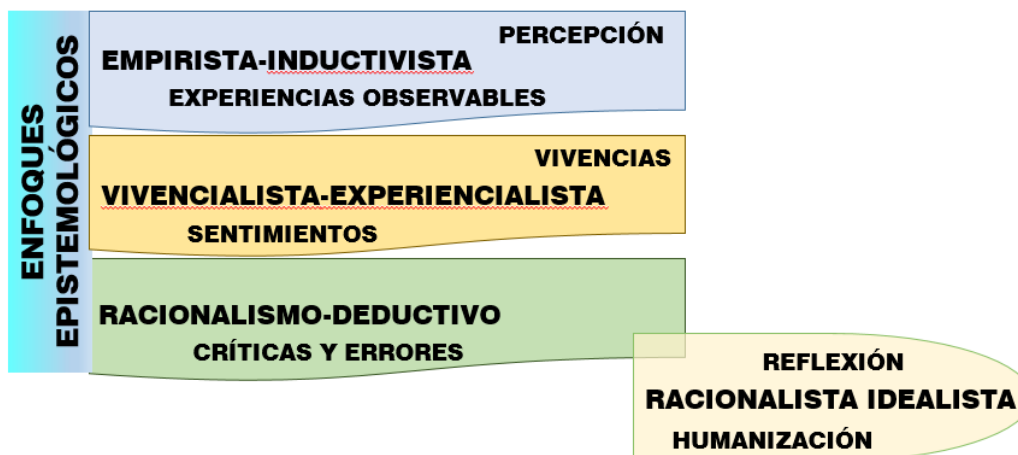 ENFOQUES
EPISTEMOLÓGICOS
PERCEPCIÓN
EMPIRISTA-INDUCTIVISTA
EXPERIENCIAS OBSERVABLES
VIVENCIAS
VIVENCIALISTA-EXPERIENCIALISTA
SENTIMIENTOS
RACIONALISMO-DEDUCTIVO
CRÍTICAS Y ERRORES
REFLEXIÓN
RACIONALISTA IDEALISTA
HUMANIZACIÓN